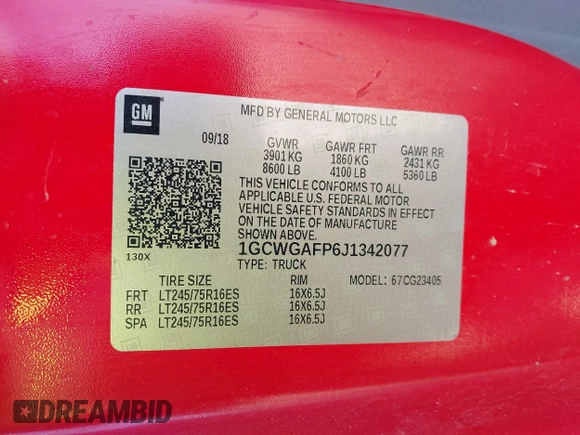 GM
MFD BY GENERAL MOTORS LLC
09/18 GVWR GAWR FRT GAWR RR
3901 KG 1860 KG 2431 KG
8600 LB 4100 LB 5360 LB
THIS VEHICLE CONFORMS TO ALL
APPLICABLE U.S. FEDERAL MOTOR
VEHICLE SAFETY STANDARDS IN EFFECT
ON THE DATE OF MANUFACTURE
SHOWN ABOVE.
130X
1GCWGAFP6J1342077
TYPE: TRUCK MODEL: 67CG23405
TIRE SIZE RIM
FRT LT245/75R16ES 16X6.5J
RR LT245/75R16ES 16X6.5J
SPA LT245/75R16ES 16X6.5J
DREAMBID